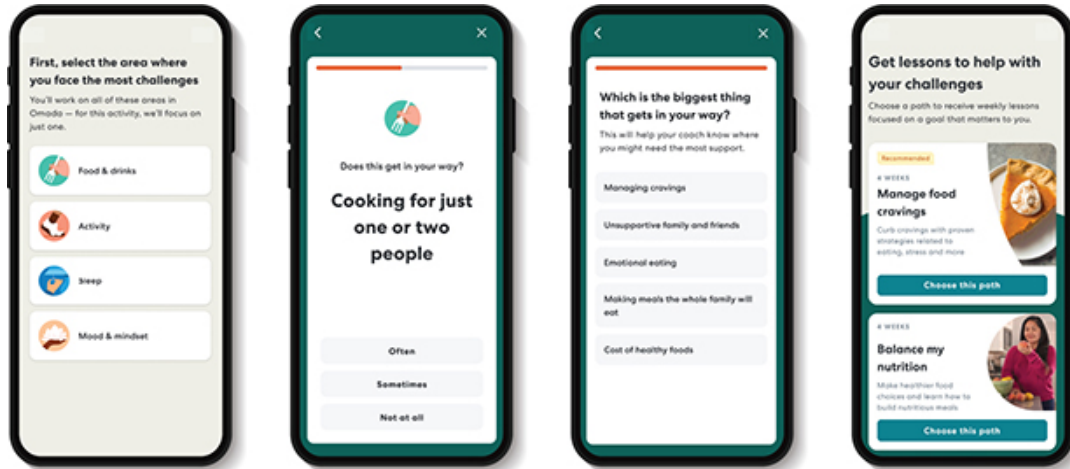 First, select the area where
you face the most challenges
You'll work on all of these areas in
Omada — for this activity, we'll focus on
just one.
Food & drinks
Activity
Sleep
Mood & mindset
Does this get in your way?
Cooking for just
one or two
people
Often
Sometimes
Not at all
Which is the biggest thing
that gets in your way?
This will help your coach know where
you might need the most support.
Managing cravings
Unsupportive family and friends
Emotional eating
Making meals the whole family will
eat
Cost of healthy foods
Get lessons to help with
your challenges
Choose a path to receive weekly lessons
focused on a goal that matters to you.
Recommended
4 WEEKS
Manage food
cravings
Curb cravings with proven
strategies related to
eating, stress and more
Choose this path
4 WEEKS
Balance my
nutrition
Make healthier food
choices and learn how to
build nutritious meals
Choose this path